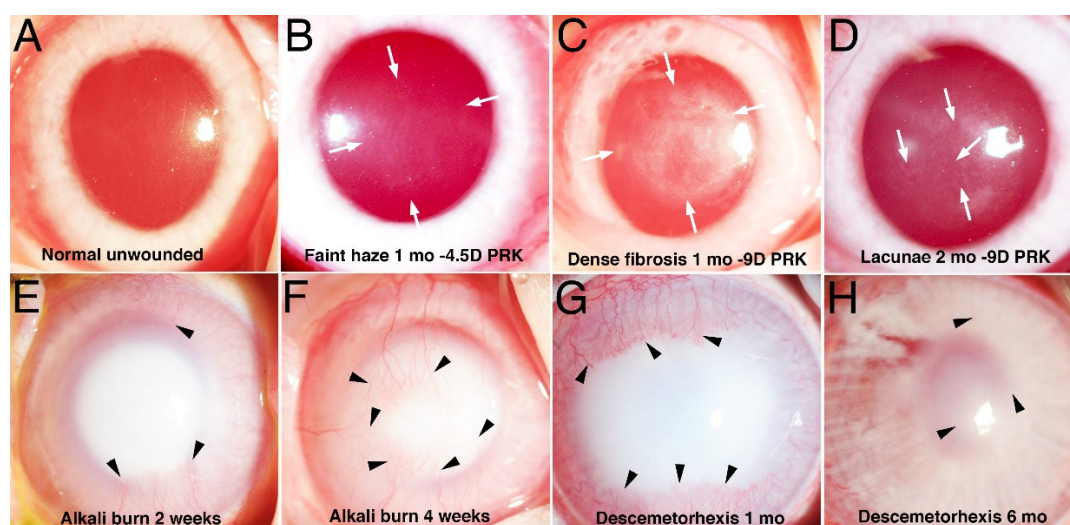 A
B
C
D
Normal unwounded
Faint haze 1 mo -4.5D PRK
Dense fibrosis 1 mo -9D PRK
Lacunae 2 mo -9D PRK
E
F
G
H
Alkali burn 2 weeks
Alkali burn 4 weeks
Descemetorhexis 1 mo
Descemetorhexis 6 mo